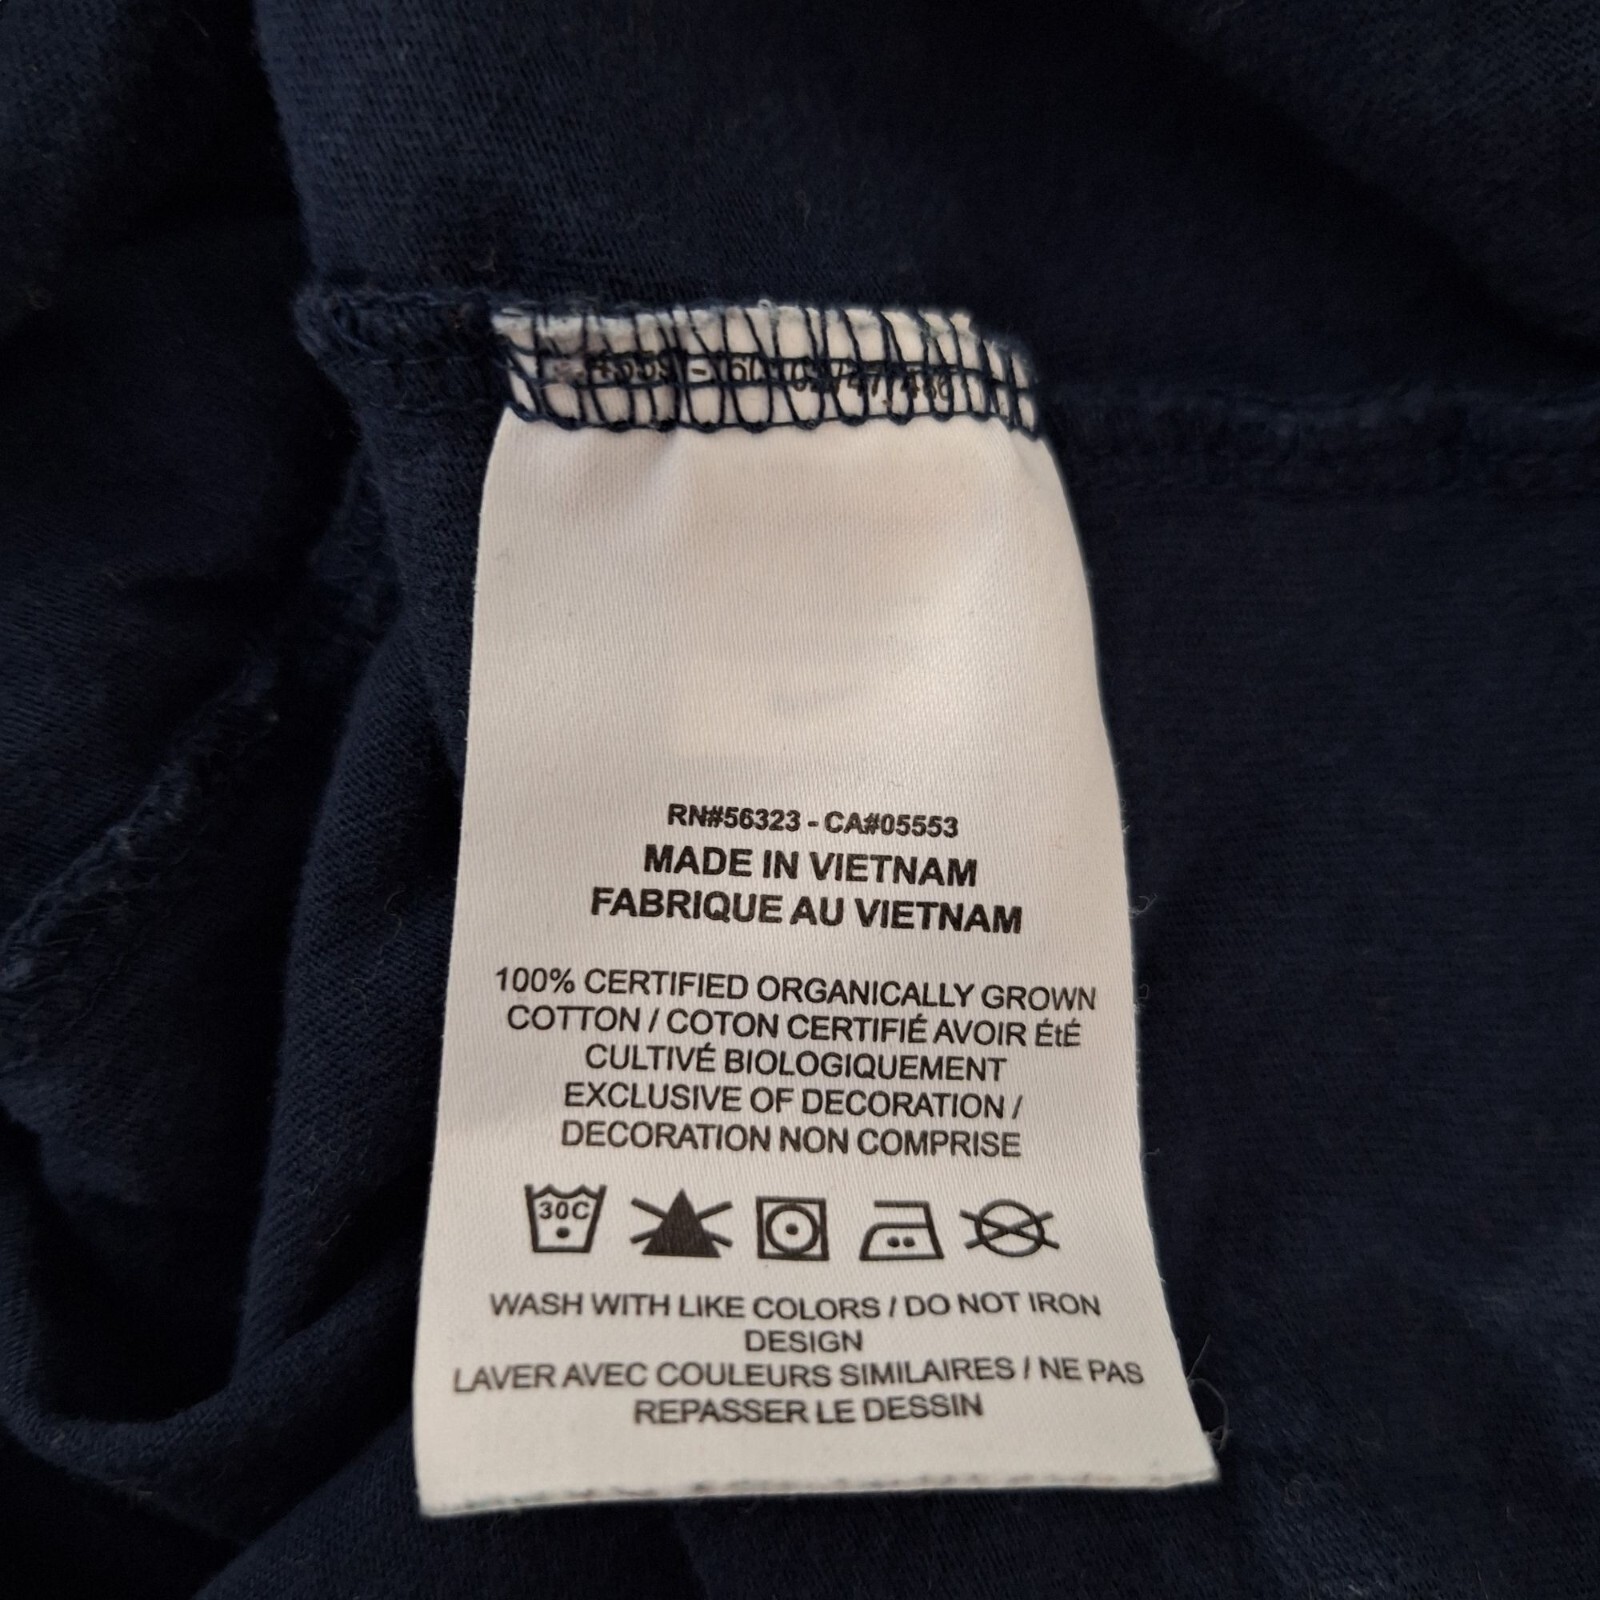 RN#56323 - CA#05553
MADE IN VIETNAM
FABRIQUE AU VIETNAM
100% CERTIFIED ORGANICALLY GROWN
COTTON / COTON CERTIFIÉ AVOIR ÉtÉ
CULTIVÉ BIOLOGIQUEMENT
EXCLUSIVE OF DECORATION /
DECORATION NON COMPRISE
30C
WASH WITH LIKE COLORS / DO NOT IRON
DESIGN
LAVER AVEC COULEURS SIMILAIRES / NE PAS
REPASSER LE DESSIN